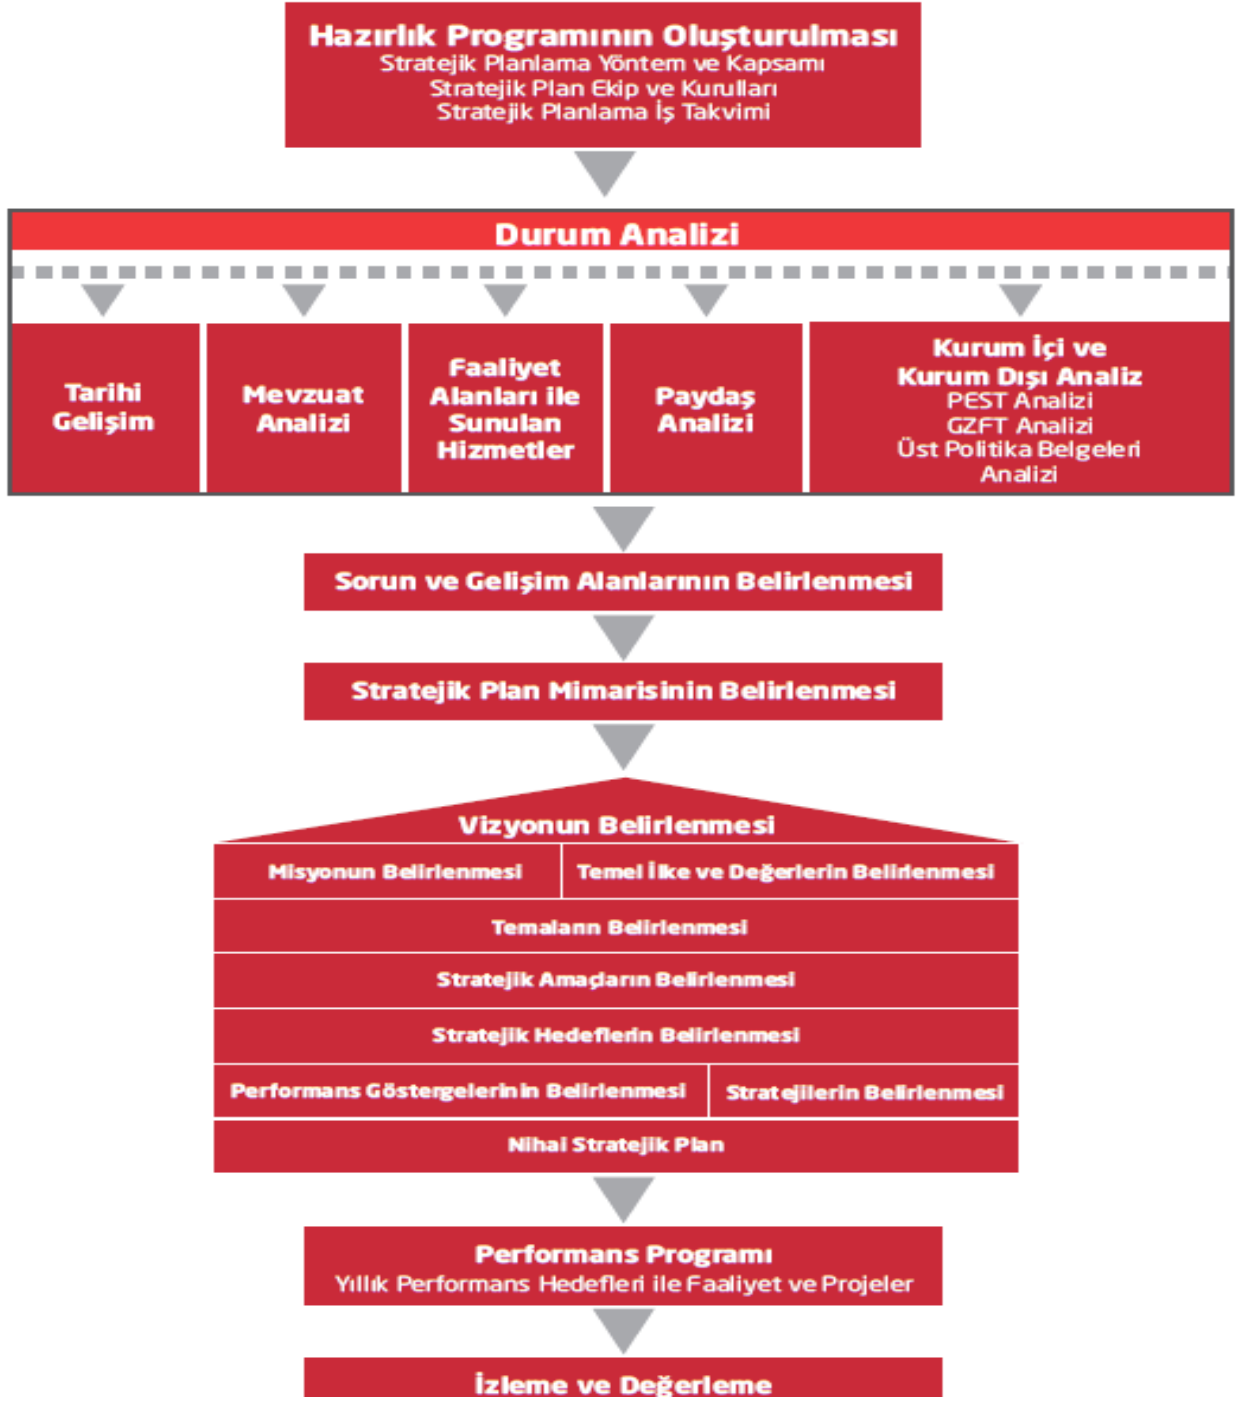 Hazırlık Programının Oluşturulması
Stratejik Planlama Yöntem ve Kapsamı
Stratejik Plan Ekip ve Kurulları
Stratejik Planlama İş Takvimi
Durum Analizi
Tarihi
Gelişim
Mevzuat
Analizi
Faaliyet
Alanları ile
Sunulan
Hizmetler
Paydaş
Analizi
Kurum İçi ve
Kurum Dışı Analiz
PEST Analizi
GZFT Analizi
Üst Politika Belgeleri
Analizi
Sorun ve Gelişim Alanlarının Belirlenmesi
Stratejik Plan Mimarisinin Belirlenmesi
Vizyonun Belirlenmesi
Misyonun Belirlenmesi
Temel İlke ve Değerlerin Belirlenmesi
Temaların Belirlenmesi
Stratejik Amaçların Belirlenmesi
Stratejik Hedeflerin Belirlenmesi
Performans Göstergelerinin Belirlenmesi
Stratejilerin Belirlenmesi
Nihai Stratejik Plan
Performans Programı
Yıllık Performans Hedefleri ile Faaliyet ve Projeler
İzleme ve Değerleme